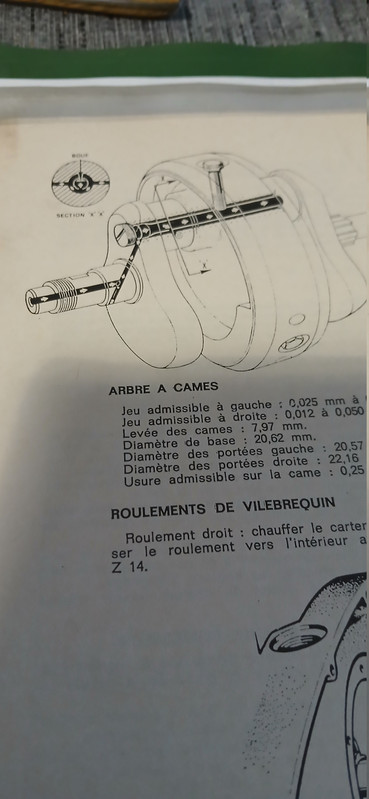 BOUT
SECTION "X" "X"
X
ARBRE A CAMES
Jeu admissible à gauche : 0,025 mm à
Jeu admissible à droite : 0,012 à 0,050
Levée des cames : 7,97 mm.
Diamètre de base : 20,62 mm.
Diamètre des portées gauche : 20,57
Diamètre des portées droite : 22,16
Usure admissible sur la came : 0,25
ROULEMENTS DE VILEBREQUIN
Roulement droit : chauffer le carter
ser le roulement vers l'intérieur a
Z 14.
V